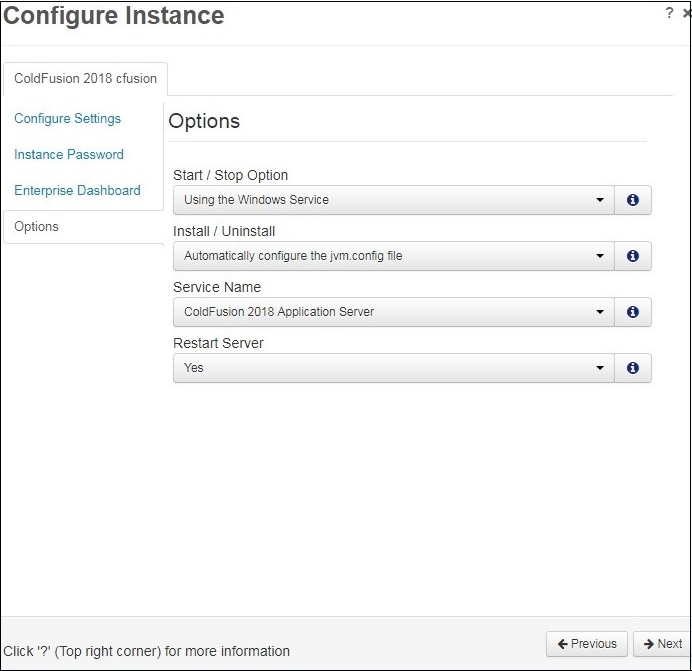 Configure Instance
? ×
ColdFusion 2018 cfusion
Configure Settings
Instance Password
Enterprise Dashboard
Options
Options
Start / Stop Option
Using the Windows Service
Install / Uninstall
Automatically configure the jvm.config file
Service Name
ColdFusion 2018 Application Server
Restart Server
Yes
Click '?' (Top right corner) for more information
Previous
Next